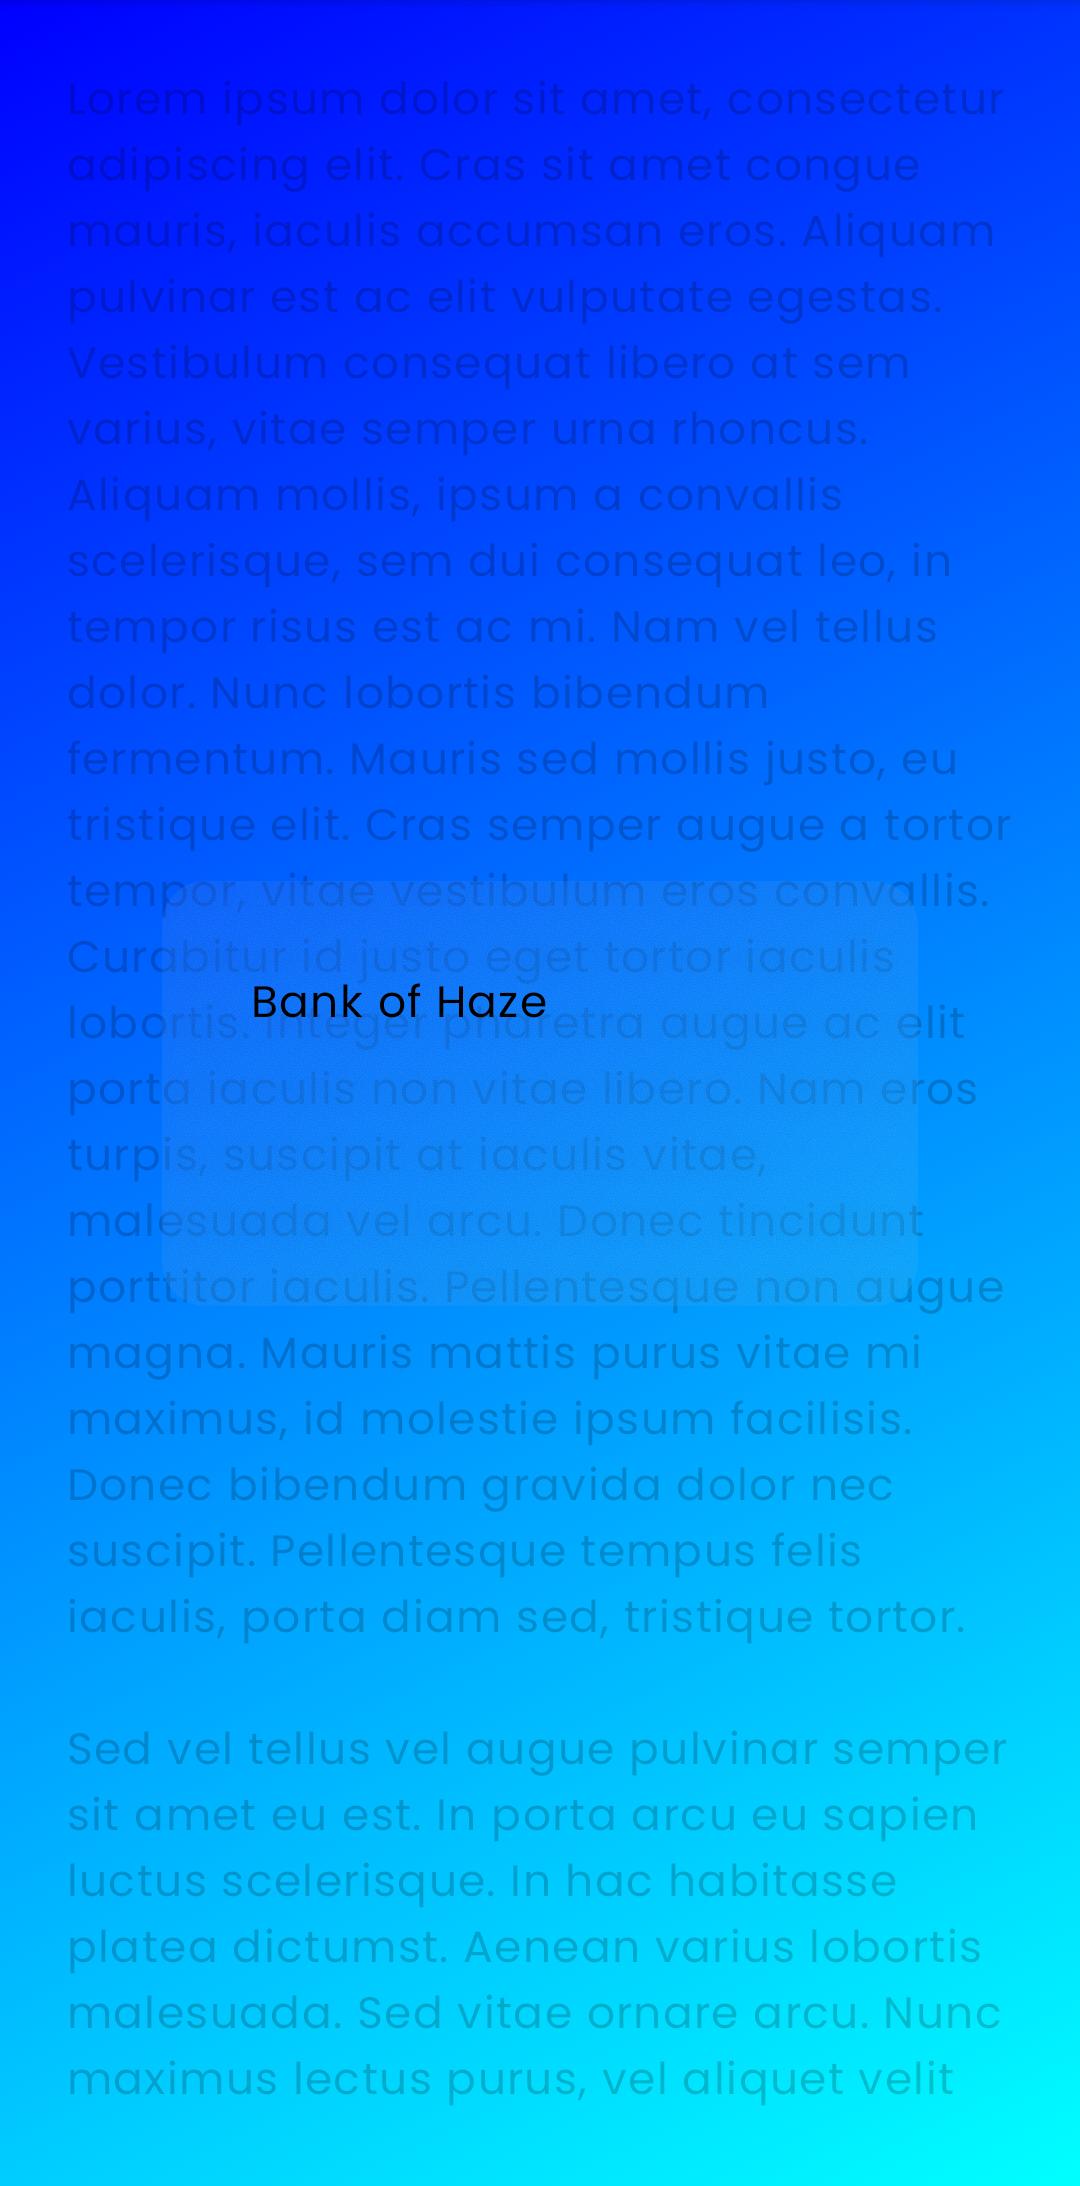 Lorem ipsum dolor sit amet, consectetur
adipiscing elit. Cras sit amet congue
mauris, iaculis accumsan eros. Aliquam
pulvinar est ac elit vulputate egestas.
Vestibulum consequat libero at sem
varius, vitae semper urna rhoncus.
Aliquam mollis, ipsum a convallis
scelerisque, sem dui consequat leo, in
tempor risus est ac mi. Nam vel tellus
dolor. Nunc lobortis bibendum
fermentum. Mauris sed mollis justo, eu
tristique elit. Cras semper augue a tortor
tempor, vitae vestibulum eros convallis.
Curabitur id justo eget tortor iaculis
Bank of Haze
lobortis. Integer pharetra augue ac elit
porta iaculis non vitae libero. Nam eros
turpis, suscipit at iaculis vitae,
malesuada vel arcu. Donec tincidunt
porttitor iaculis. Pellentesque non augue
magna. Mauris mattis purus vitae mi
maximus, id molestie ipsum facilisis.
Donec bibendum gravida dolor nec
suscipit. Pellentesque tempus felis
iaculis, porta diam sed, tristique tortor.
Sed vel tellus vel augue pulvinar semper
sit amet eu est. In porta arcu eu sapien
luctus scelerisque. In hac habitasse
platea dictumst. Aenean varius lobortis
malesuada. Sed vitae ornare arcu. Nunc
maximus lectus purus, vel aliquet velit